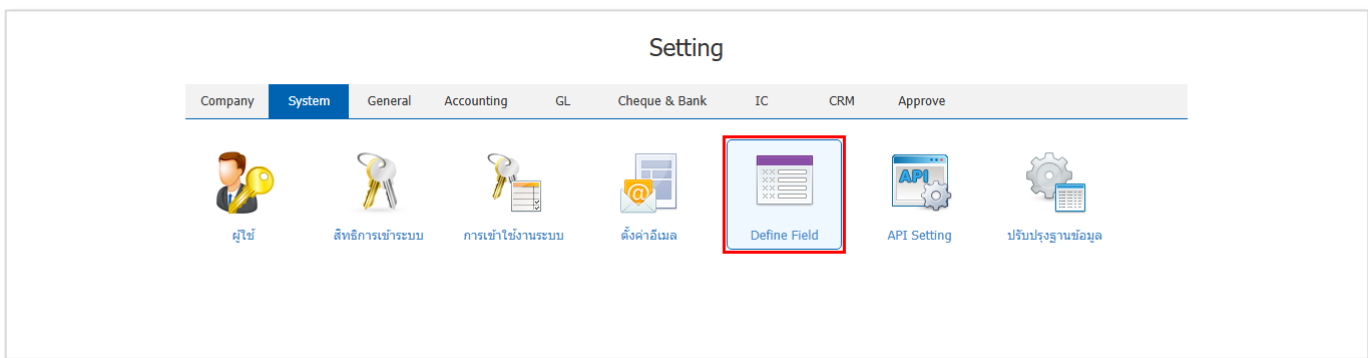 Setting
Company System General Accounting GL Cheque & Bank IC CRM Approve
API
ผู้ใช้ สิทธิการเข้าระบบ การเข้าใช้งานระบบ ตั้งค่าอีเมล Define Field API Setting ปรับปรุงฐานข้อมูล